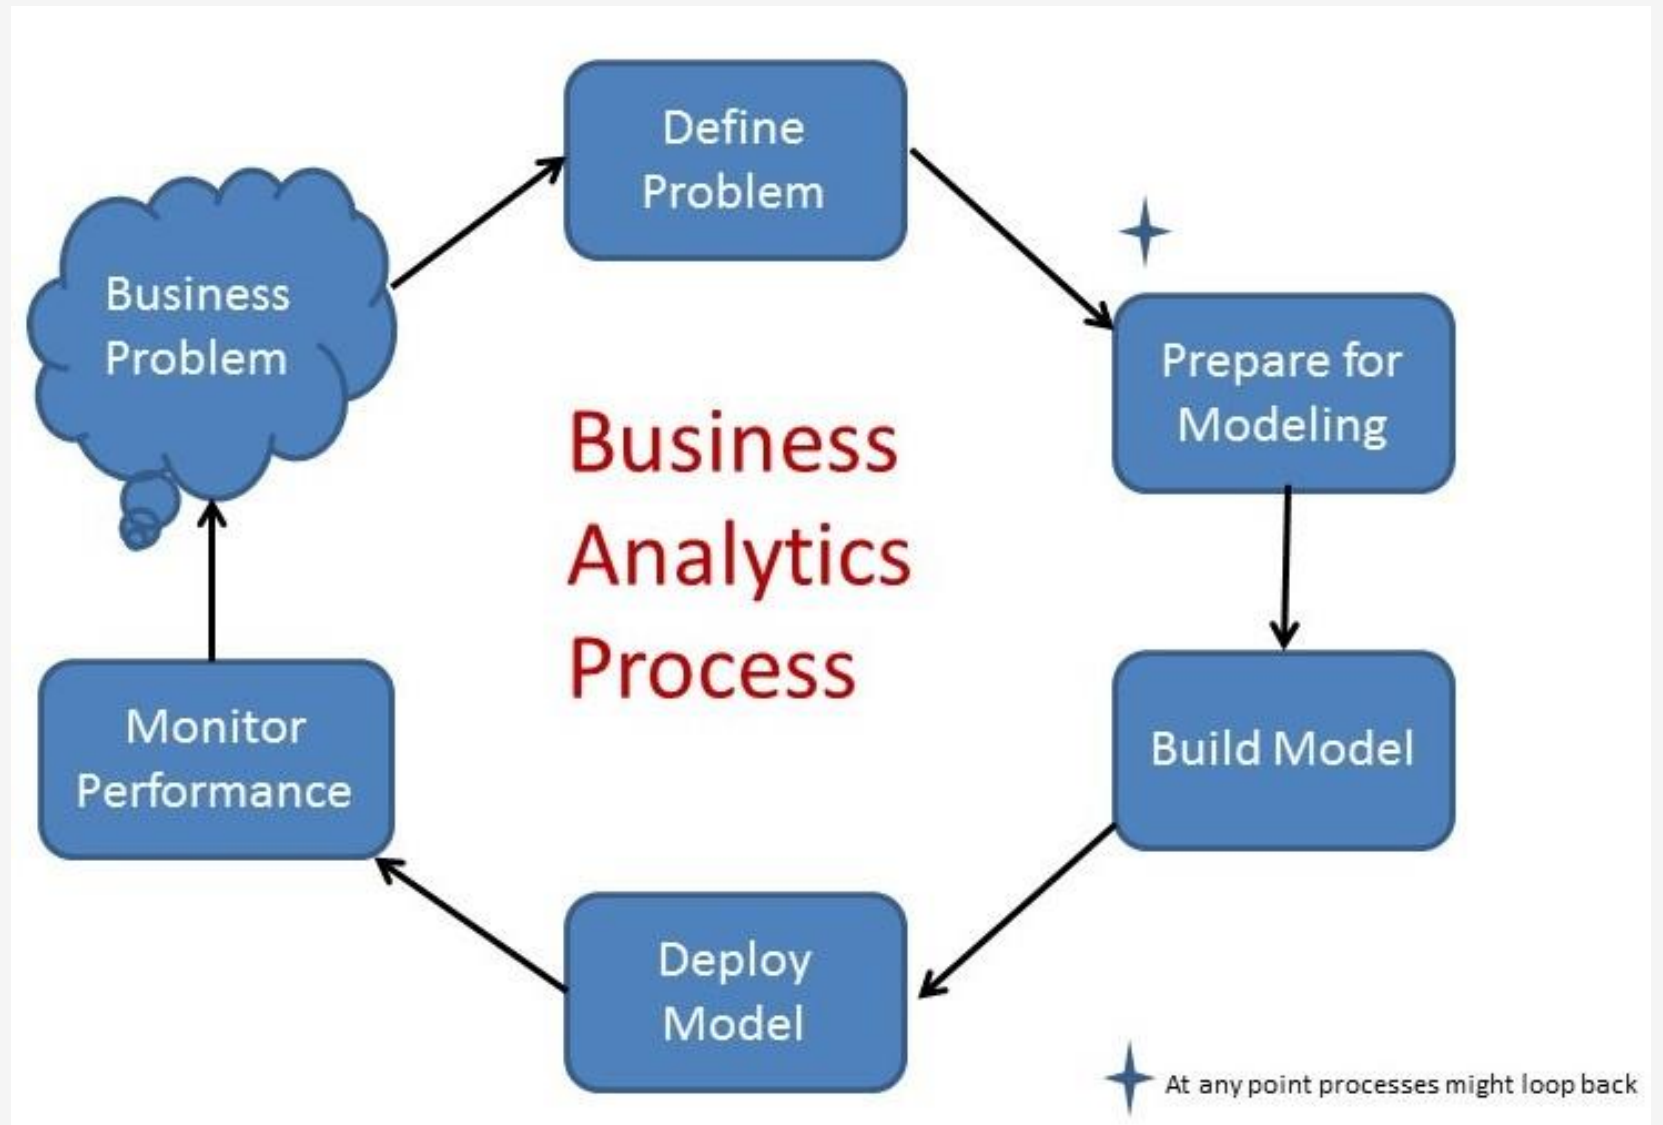 Define
Problem
Business
Problem
Prepare for
Modeling
Business
Analytics
Process
Build Model
Monitor
Performance
Deploy
Model
At any point processes might loop back